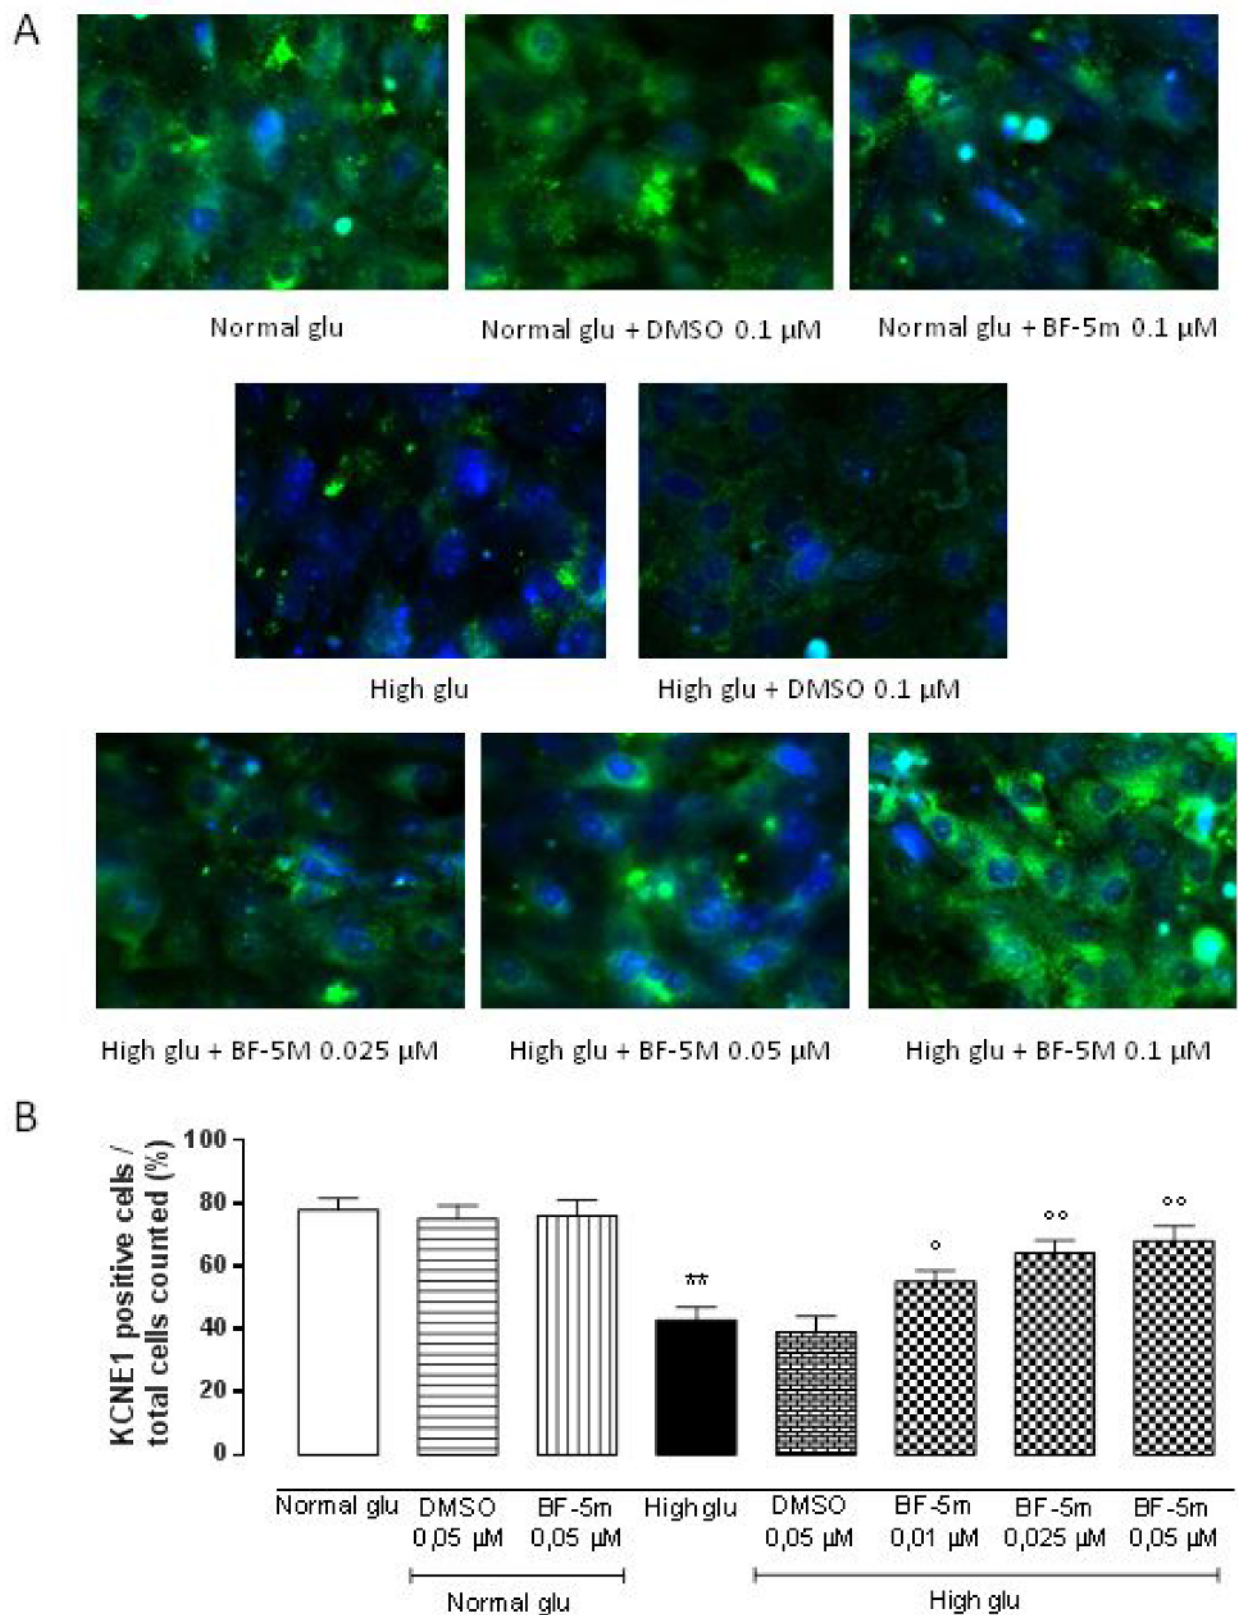 A
Normal glu
Normal glu + DMSO 0.1 µM
Normal glu + BF-5m 0.1 µM
High glu
High glu + DMSO 0.1 µM
High glu + BF-5M 0.025 µM
High glu + BF-5M 0.05 µM
High glu + BF-5M 0.1 µM
B
KCNE1 positive cells /
total cells counted (%)
100
80
60
40
20
0
**
°
°°
°°
Normal glu
DMSO
0,05 µM
BF-5m
0,05 µM
High glu
DMSO
0,05 µM
BF-5m
0,01 µM
BF-5m
0,025 µM
BF-5m
0,05 µM
Normal glu
High glu